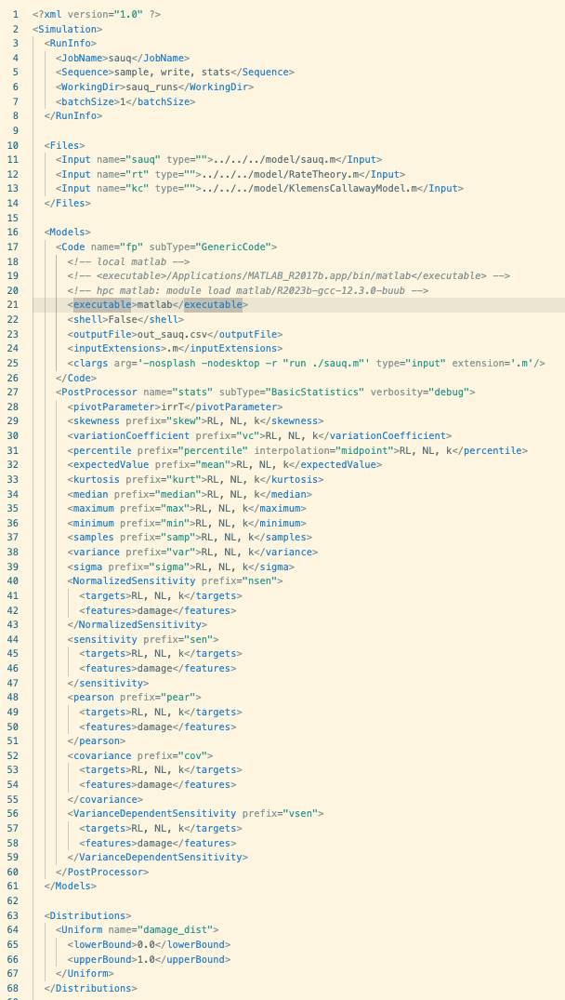 1 <?xml version="1.0" ?>
2 <Simulation>
3 <RunInfo>
4 <JobName>sauq</JobName>
5 <Sequence>sample, write, stats</Sequence>
6 <WorkingDir>sauq_runs</WorkingDir>
7 <batchSize>1</batchSize>
8 </RunInfo>
9
10 <Files>
11 <Input name="sauq" type="">../../../model/sauq.m</Input>
12 <Input name="rt" type="">../../../model/RateTheory.m</Input>
13 <Input name="kc" type="">../../../model/KlemensCallawayModel.m</Input>
14 </Files>
15
16 <Models>
17 <Code name="fp" subType="GenericCode">
18 <!-- local matlab -->
19 <!-- <executable>/Applications/MATLAB_R2017b.app/bin/matlab</executable> -->
20 <!-- hpc matlab: module load matlab/R2023b-gcc-12.3.0-buub -->
21 <executable>matlab</executable>
22 <shell>False</shell>
23 <outputFile>out_sauq.csv</outputFile>
24 <inputExtensions>.m</inputExtensions>
25 <clargs arg='-nosplash -nodesktop -r "run ./sauq.m"' type="input" extension='.m'/>
26 </Code>
27 <PostProcessor name="stats" subType="BasicStatistics" verbosity="debug">
28 <pivotParameter>irrT</pivotParameter>
29 <skewness prefix="skew">RL, NL, k</skewness>
30 <variationCoefficient prefix="vc">RL, NL, k</variationCoefficient>
31 <percentile prefix="percentile" interpolation="midpoint">RL, NL, k</percentile>
32 <expectedValue prefix="mean">RL, NL, k</expectedValue>
33 <kurtosis prefix="kurt">RL, NL, k</kurtosis>
34 <median prefix="median">RL, NL, k</median>
35 <maximum prefix="max">RL, NL, k</maximum>
36 <minimum prefix="min">RL, NL, k</minimum>
37 <samples prefix="samp">RL, NL, k</samples>
38 <variance prefix="var">RL, NL, k</variance>
39 <sigma prefix="sigma">RL, NL, k</sigma>
40 <NormalizedSensitivity prefix="nsen">
41 <targets>RL, NL, k</targets>
42 <features>damage</features>
43 </NormalizedSensitivity>
44 <sensitivity prefix="sen">
45 <targets>RL, NL, k</targets>
46 <features>damage</features>
47 </sensitivity>
48 <pearson prefix="pear">
49 <targets>RL, NL, k</targets>
50 <features>damage</features>
51 </pearson>
52 <covariance prefix="cov">
53 <targets>RL, NL, k</targets>
54 <features>damage</features>
55 </covariance>
56 <VarianceDependentSensitivity prefix="vsen">
57 <targets>RL, NL, k</targets>
58 <features>damage</features>
59 </VarianceDependentSensitivity>
60 </PostProcessor>
61 </Models>
62
63 <Distributions>
64 <Uniform name="damage_dist">
65 <lowerBound>0.0</lowerBound>
66 <upperBound>1.0</upperBound>
67 </Uniform>
68 </Distributions>